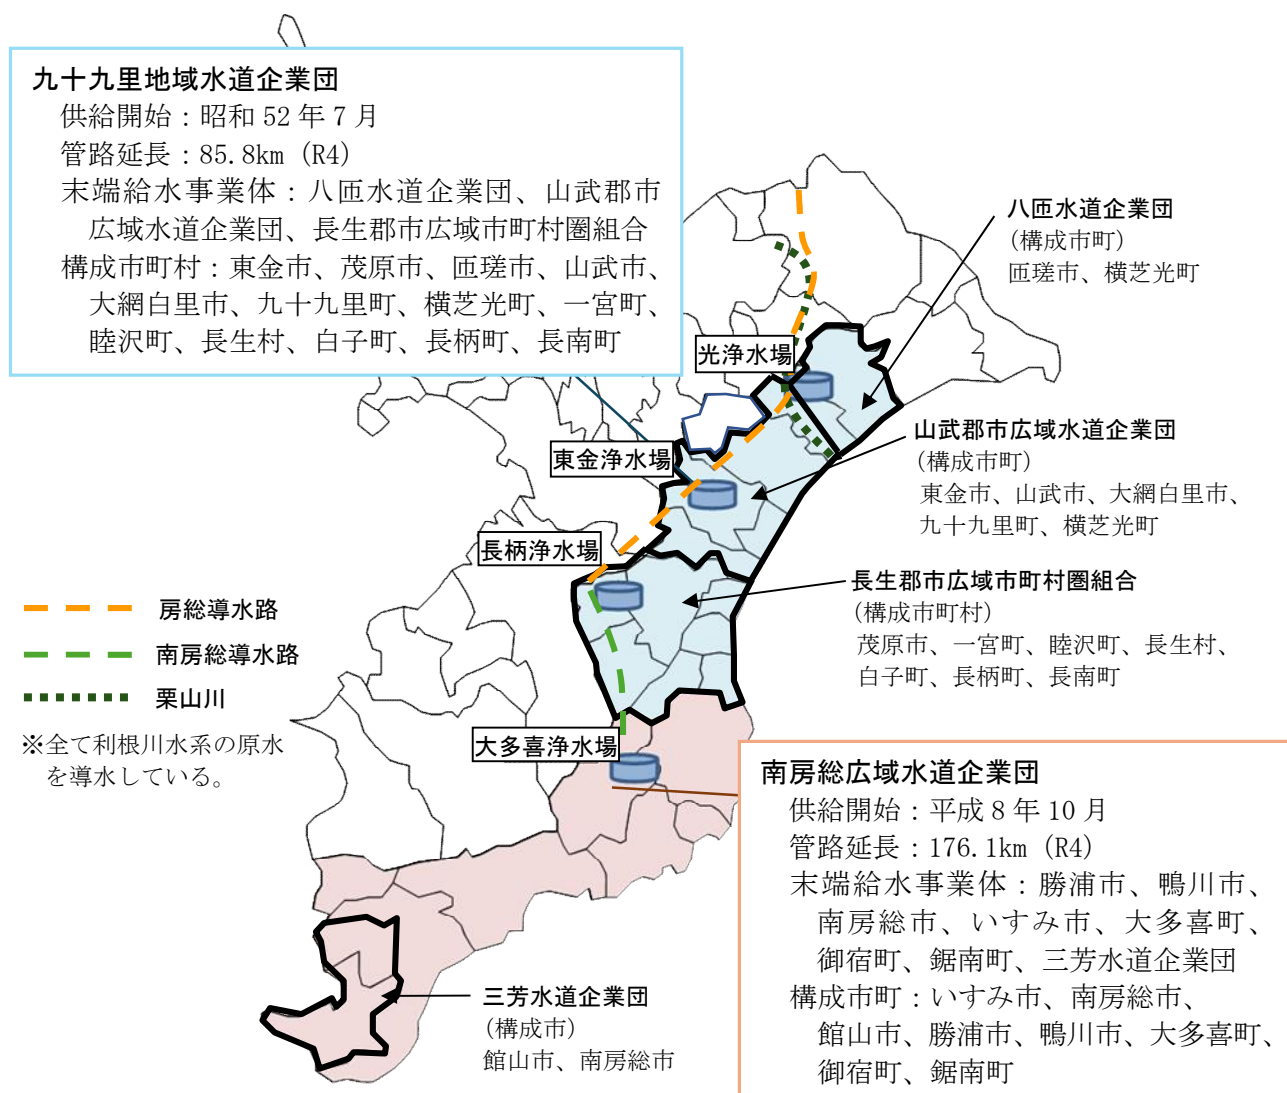 九十九里地域水道企業団
供給開始：昭和 52 年 7 月
管路延長：85.8km (R4)
末端給水事業体：八匝水道企業団、山武郡市
広域水道企業団、長生郡市広域市町村圏組合
構成市町村：東金市、茂原市、匝瑳市、山武市、
大網白里市、九十九里町、横芝光町、一宮町、
睦沢町、長生村、白子町、長柄町、長南町
八匝水道企業団
(構成市町)
匝瑳市、横芝光町
光浄水場
山武郡市広域水道企業団
(構成市町)
東金市、山武市、大網白里市、
九十九里町、横芝光町
東金浄水場
長柄浄水場
長生郡市広域市町村圏組合
(構成市町村)
茂原市、一宮町、睦沢町、長生村、
白子町、長柄町、長南町
房総導水路
南房総導水路
栗山川
※全て利根川水系の原水
を導水している。
大多喜浄水場
南房総広域水道企業団
供給開始：平成 8 年 10 月
管路延長：176.1km (R4)
末端給水事業体：勝浦市、鴨川市、
南房総市、いすみ市、大多喜町、
御宿町、鋸南町、三芳水道企業団
構成市町：いすみ市、南房総市、
館山市、勝浦市、鴨川市、大多喜町、
御宿町、鋸南町
三芳水道企業団
(構成市)
館山市、南房総市